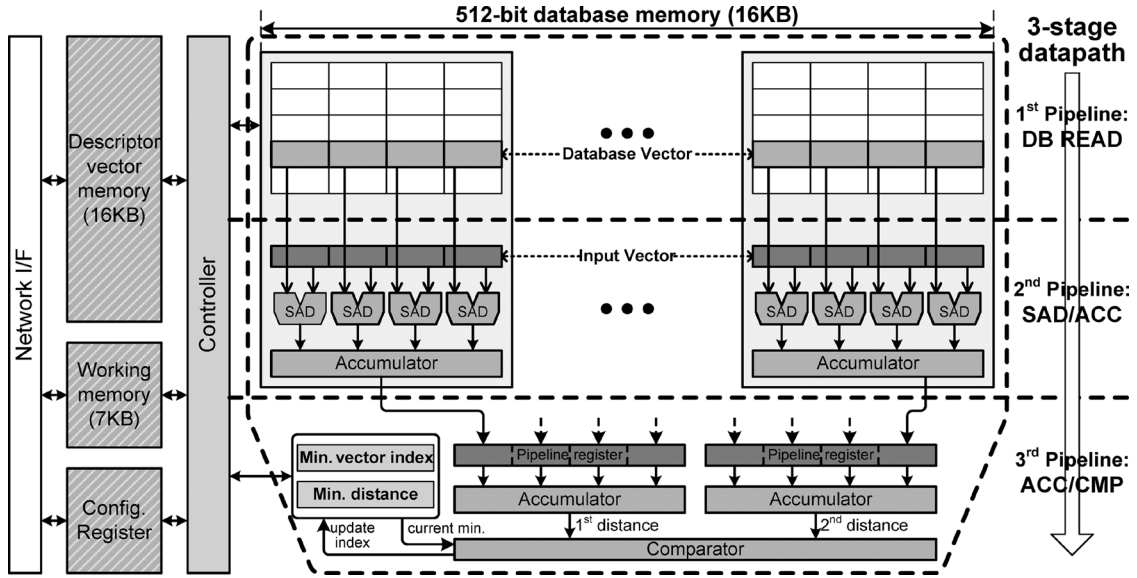 512-bit database memory (16KB)
3-stage
datapath
Network I/F
Descriptor
vector
memory
(16KB)
Working
memory
(7KB)
Config.
Register
Controller
Database Vector
Input Vector
SAD SAD SAD SAD
SAD SAD SAD SAD
Accumulator
Accumulator
1st Pipeline:
DB READ
2nd Pipeline:
SAD/ACC
3rd Pipeline:
ACC/CMP
Min. vector index
Min. distance
Pipeline register
Pipeline register
Accumulator
Accumulator
update
index
current min.
1st distance
2nd distance
Comparator